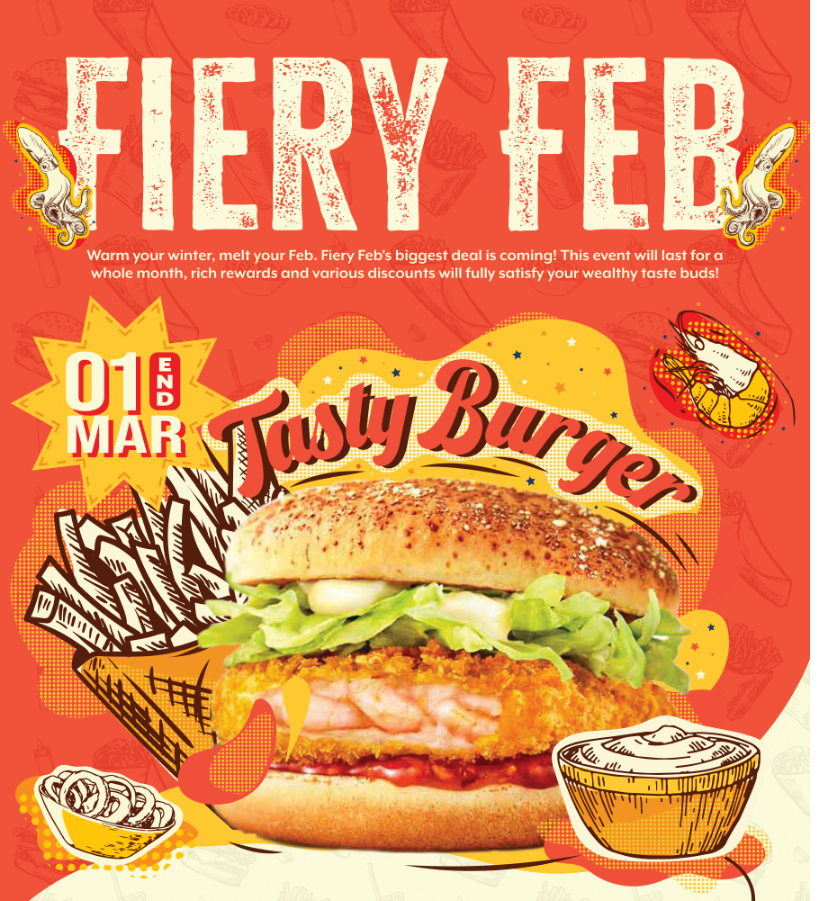 FIERY FEB
Warm your winter, melt your Feb. Fiery Feb's biggest deal is coming! This event will last for a
whole month, rich rewards and various discounts will fully satisfy your wealthy taste buds!
01 END
MAR
Tasty Burger